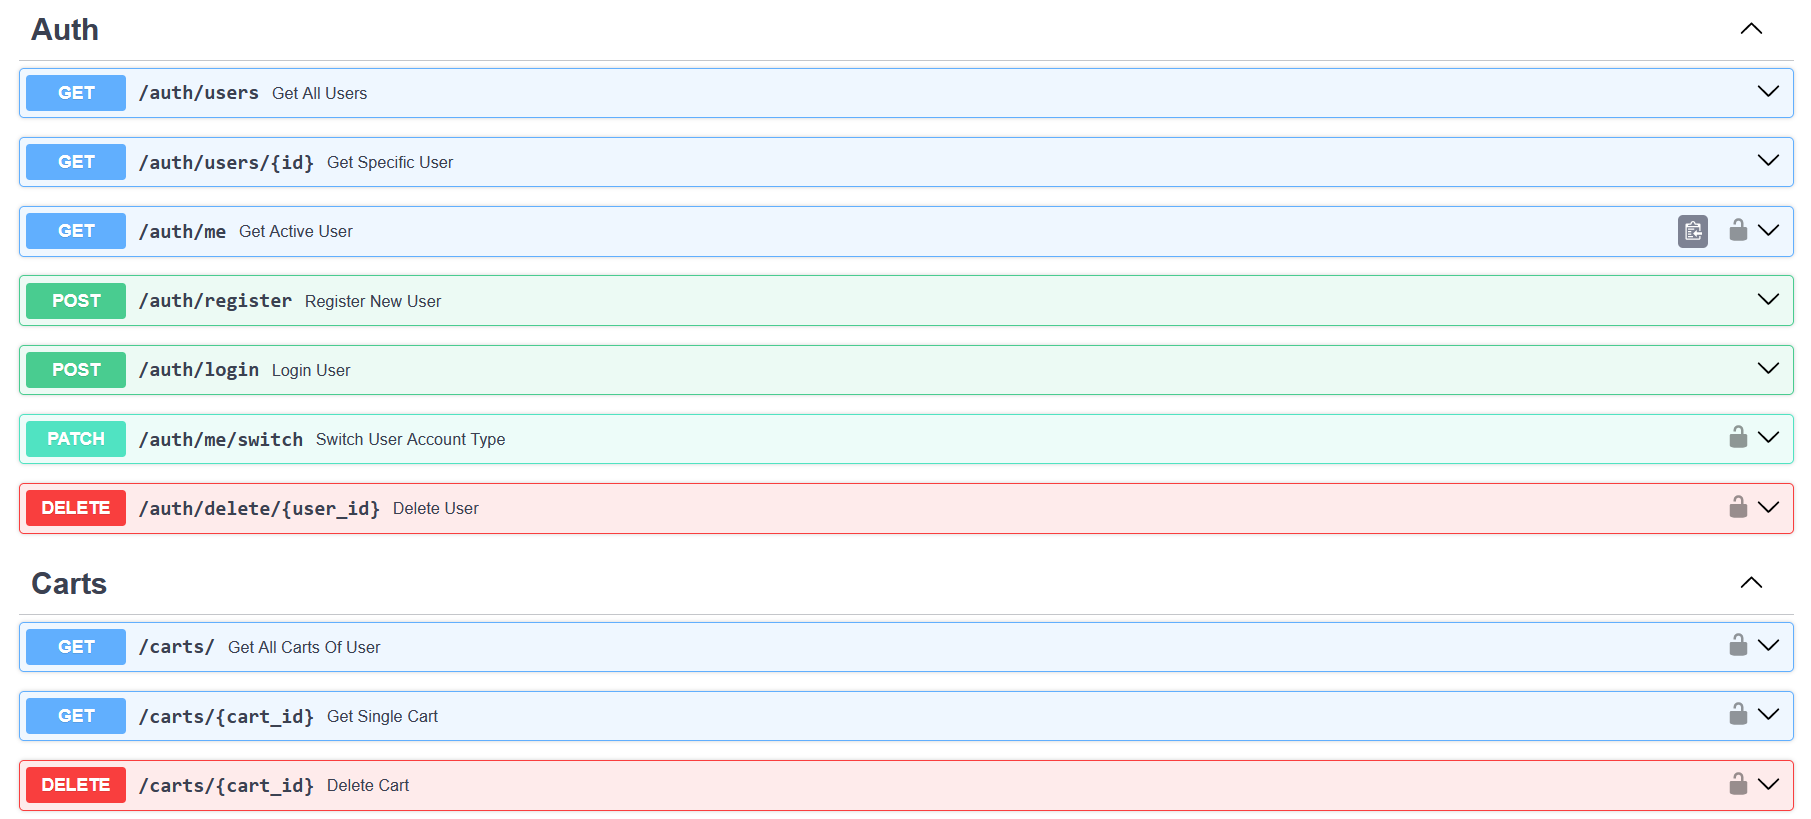 Auth
GET /auth/users Get All Users
GET /auth/users/{id} Get Specific User
GET /auth/me Get Active User
POST /auth/register Register New User
POST /auth/login Login User
PATCH /auth/me/switch Switch User Account Type
DELETE /auth/delete/{user_id} Delete User
Carts
GET /carts/ Get All Carts Of User
GET /carts/{cart_id} Get Single Cart
DELETE /carts/{cart_id} Delete Cart